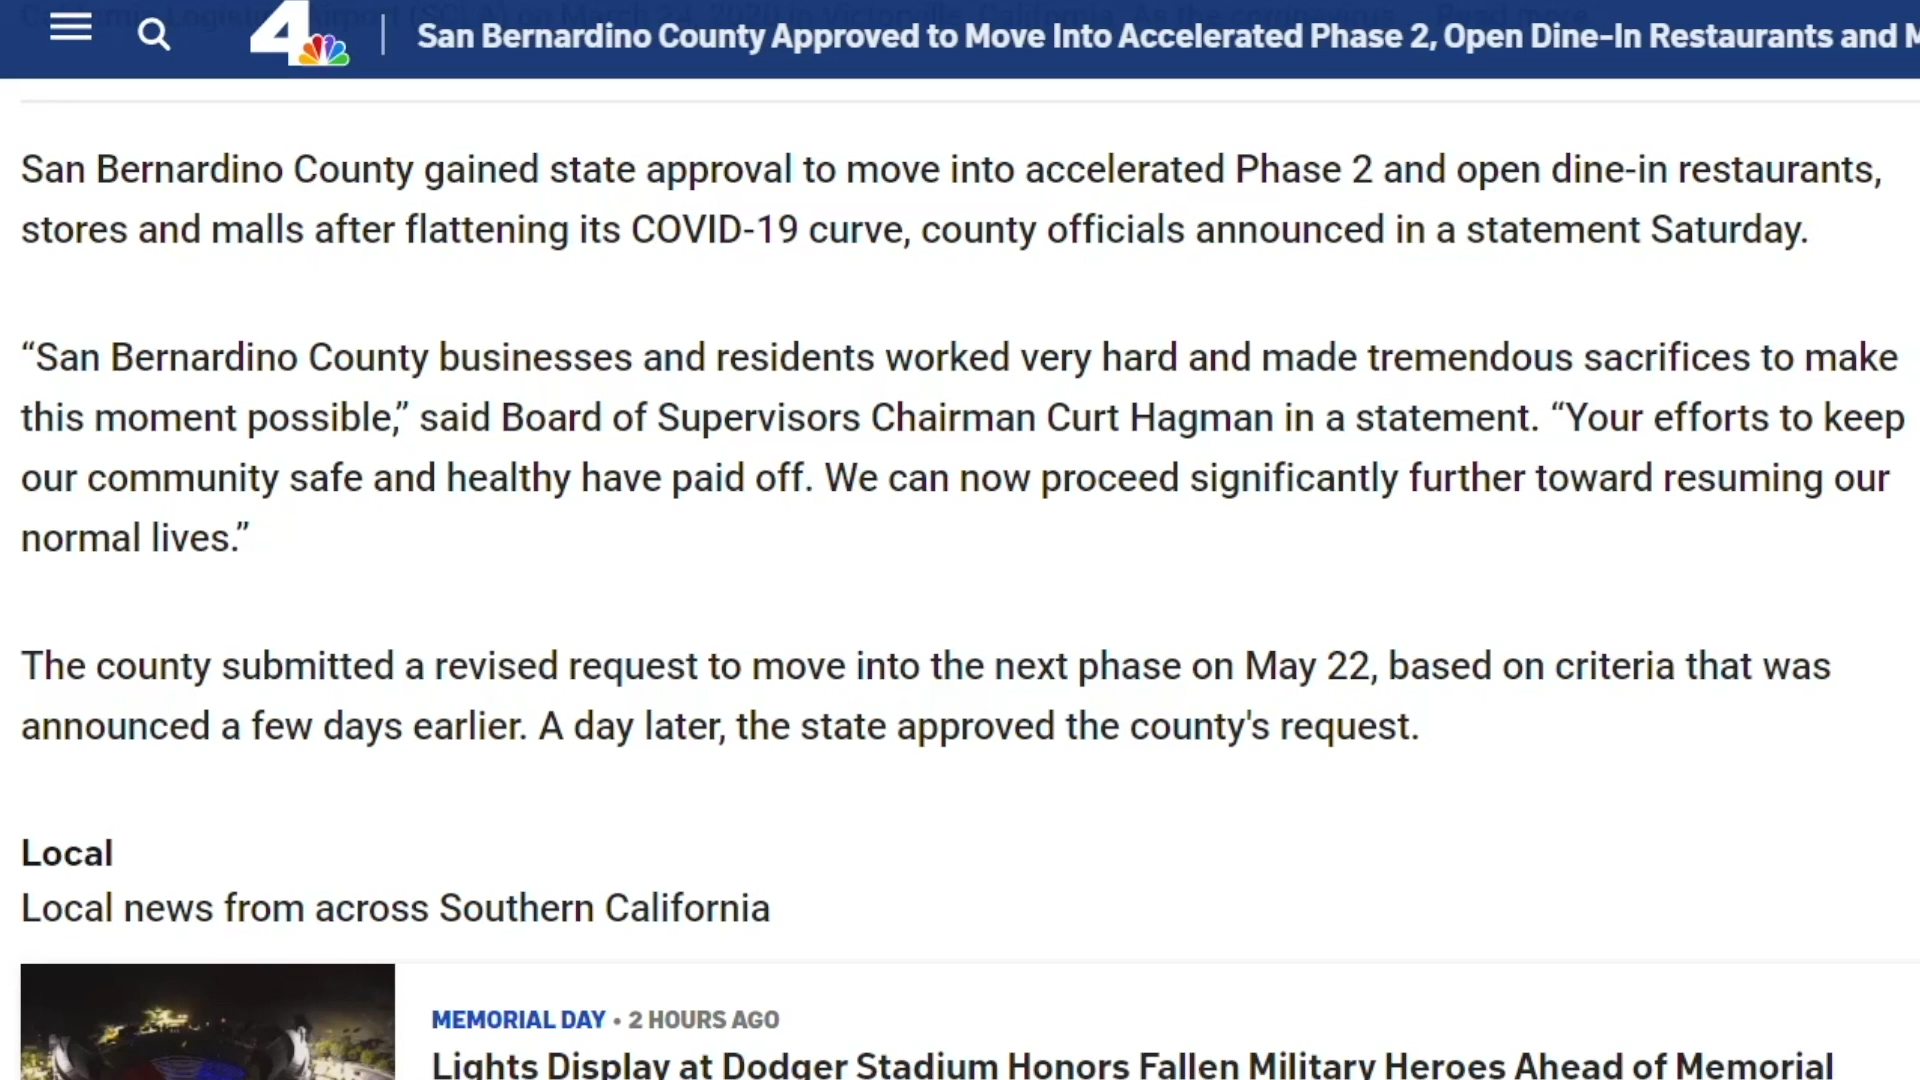 4
San Bernardino County Approved to Move Into Accelerated Phase 2, Open Dine-In Restaurants and M
San Bernardino County gained state approval to move into accelerated Phase 2 and open dine-in restaurants,
stores and malls after flattening its COVID-19 curve, county officials announced in a statement Saturday.
“San Bernardino County businesses and residents worked very hard and made tremendous sacrifices to make
this moment possible,” said Board of Supervisors Chairman Curt Hagman in a statement. “Your efforts to keep
our community safe and healthy have paid off. We can now proceed significantly further toward resuming our
normal lives.”
The county submitted a revised request to move into the next phase on May 22, based on criteria that was
announced a few days earlier. A day later, the state approved the county's request.
Local
Local news from across Southern California
MEMORIAL DAY • 2 HOURS AGO
Lights Display at Dodger Stadium Honors Fallen Military Heroes Ahead of Memorial